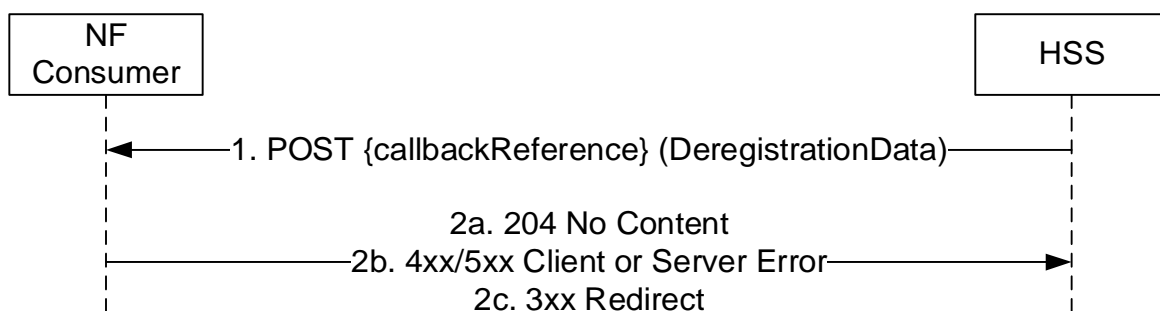 NF
Consumer
HSS
1. POST {callbackReference} (DeregistrationData)
2a. 204 No Content
2b. 4xx/5xx Client or Server Error
2c. 3xx Redirect